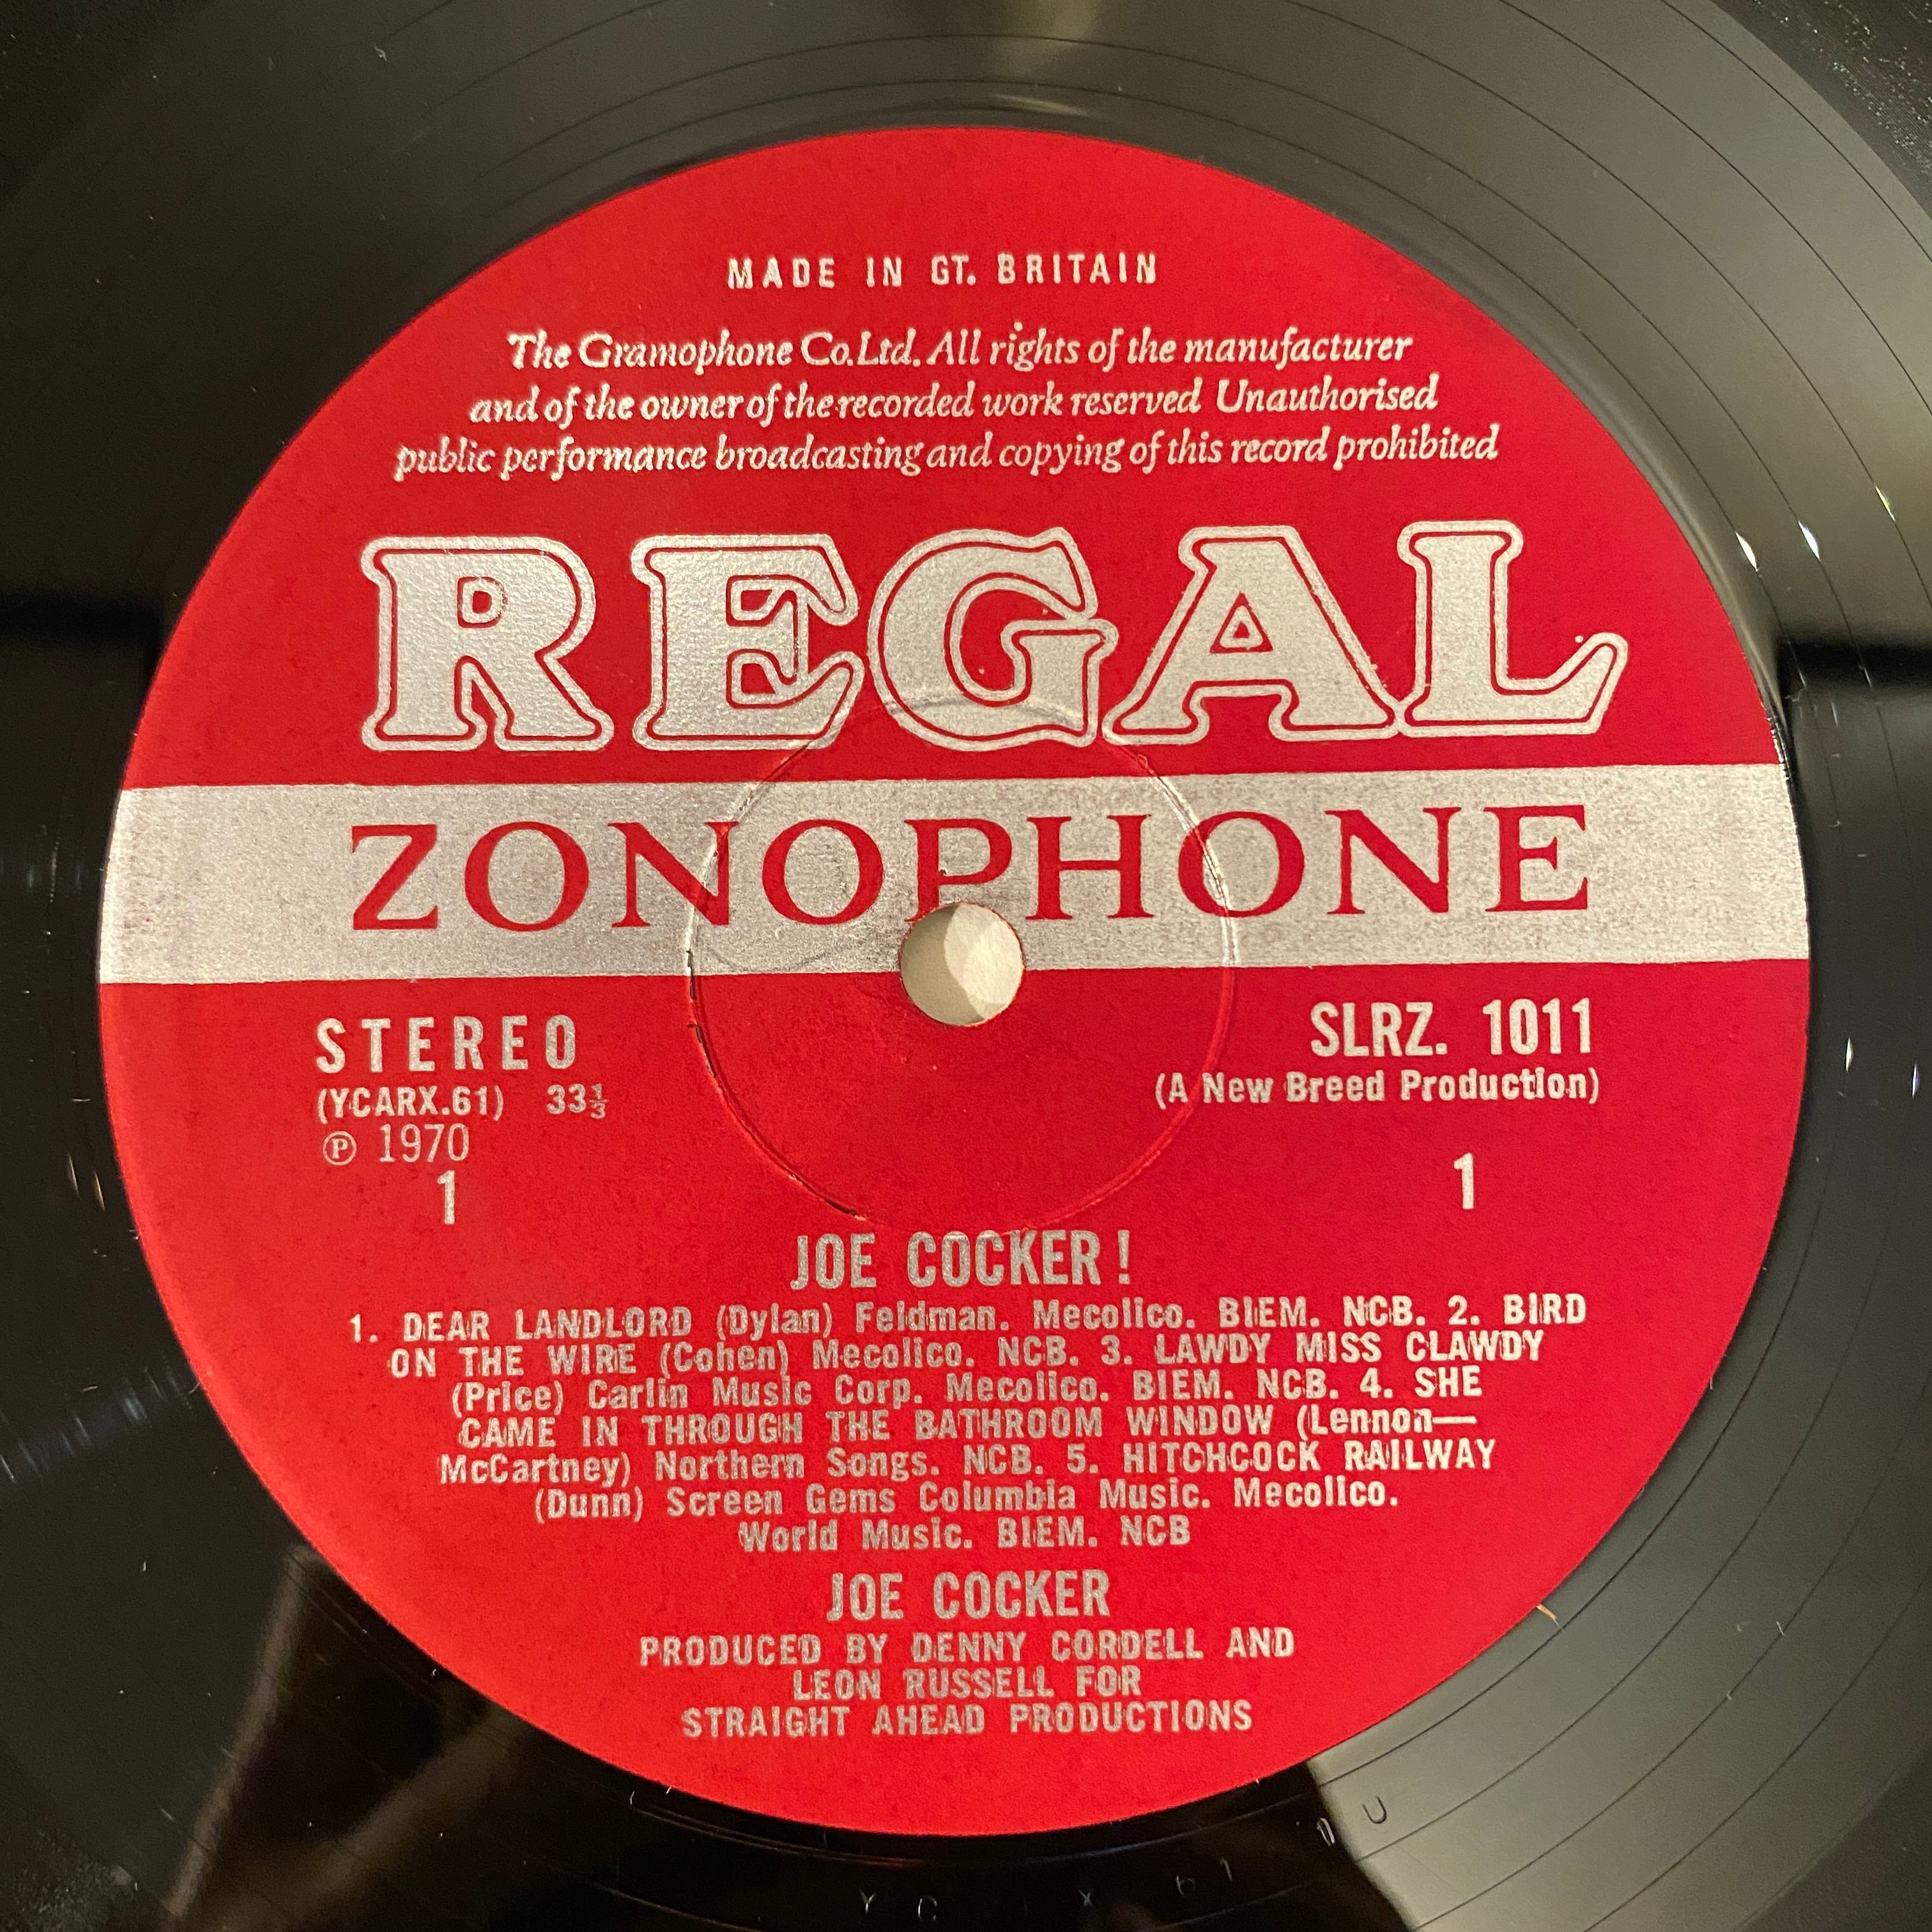 MADE IN GT. BRITAIN
The Gramophone Co.Ltd. All rights of the manufacturer
and of the owner of the recorded work reserved Unauthorised
public performance broadcasting and copying of this record prohibited
REGAL
ZONOPHONE
STEREO
SLRZ. 1011
(YCARX.61) 33⅓
(A New Breed Production)
℗ 1970
1
1
JOE COCKER!
1. DEAR LANDLORD (Dylan) Feldman. Mecolico. BIEM. NCB. 2. BIRD
ON THE WIRE (Cohen) Mecolico. NCB. 3. LAWDY MISS CLAWDY
(Price) Carlin Music Corp. Mecolico. BIEM. NCB. 4. SHE
CAME IN THROUGH THE BATHROOM WINDOW (Lennon—
McCartney) Northern Songs. NCB. 5. HITCHCOCK RAILWAY
(Dunn) Screen Gems Columbia Music. Mecolico.
World Music. BIEM. NCB
JOE COCKER
PRODUCED BY DENNY CORDELL AND
LEON RUSSELL FOR
STRAIGHT AHEAD PRODUCTIONS